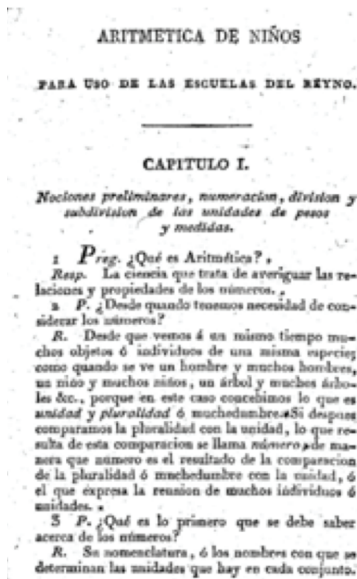 ARITMETICA DE NIÑOS
PARA USO DE LAS ESCUELAS DEL REYNO.
CAPITULO I.
Nociones preliminares, numeracion, division y
subdivision de las unidades de pesos
y medidas.
1 Preg. ¿Qué es Aritmética?
Resp. La ciencia que trata de averiguar las re-
laciones y propiedades de los números.
2 P. ¿Desde quando tenemos necesidad de con-
siderar los números?
R. Desde que vemos á un mismo tiempo mu-
chos objetos ó individuos de una misma especie;
como quando se ve un hombre y muchos hombres,
un niño y muchos niños, un árbol y muchos árbo-
les &c., porque en este caso concebimos lo que es
unidad y pluralidad ó muchedumbre. Si despues
comparamos la pluralidad con la unidad, lo que re-
sulta de esta comparacion se llama número, de ma-
nera que número es el resultado de la comparacion
de la pluralidad ó muchedumbre con la unidad, ó
el que expresa la reunion de muchos individuos ó
unidades.
3 P. ¿Qué es lo primero que se debe saber
acerca de los números?
R. Su nomenclatura, ó los nombres con que se
determinan las unidades que hay en cada conjunto.